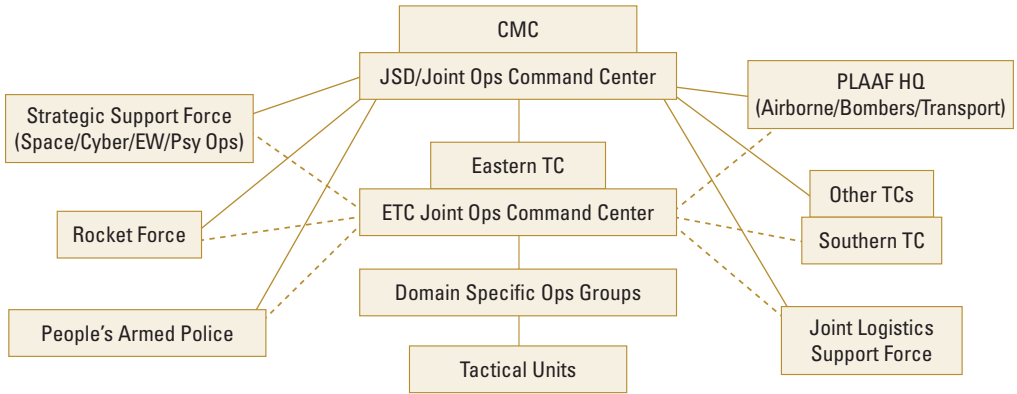 CMC
JSD/Joint Ops Command Center
PLAAF HQ
(Airborne/Bombers/Transport)
Strategic Support Force
(Space/Cyber/EW/Psy Ops)
Eastern TC
ETC Joint Ops Command Center
Other TCs
Southern TC
Rocket Force
Domain Specific Ops Groups
People’s Armed Police
Joint Logistics
Support Force
Tactical Units